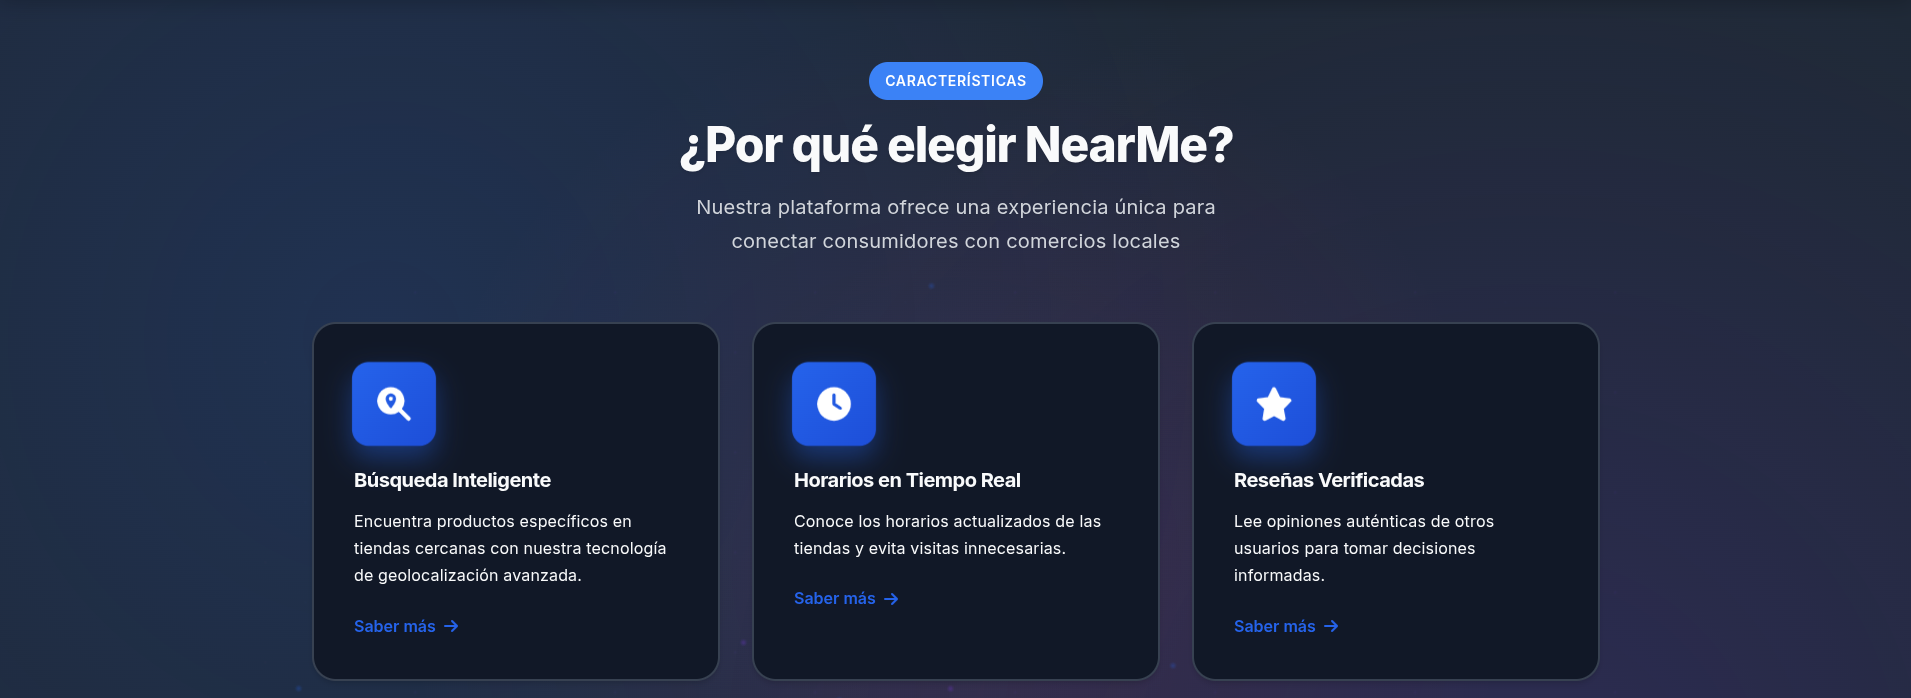 CARACTERÍSTICAS
¿Por qué elegir NearMe?
Nuestra plataforma ofrece una experiencia única para
conectar consumidores con comercios locales
Búsqueda Inteligente
Encuentra productos específicos en
tiendas cercanas con nuestra tecnología
de geolocalización avanzada.
Saber más
Horarios en Tiempo Real
Conoce los horarios actualizados de las
tiendas y evita visitas innecesarias.
Saber más
Reseñas Verificadas
Lee opiniones auténticas de otros
usuarios para tomar decisiones
informadas.
Saber más